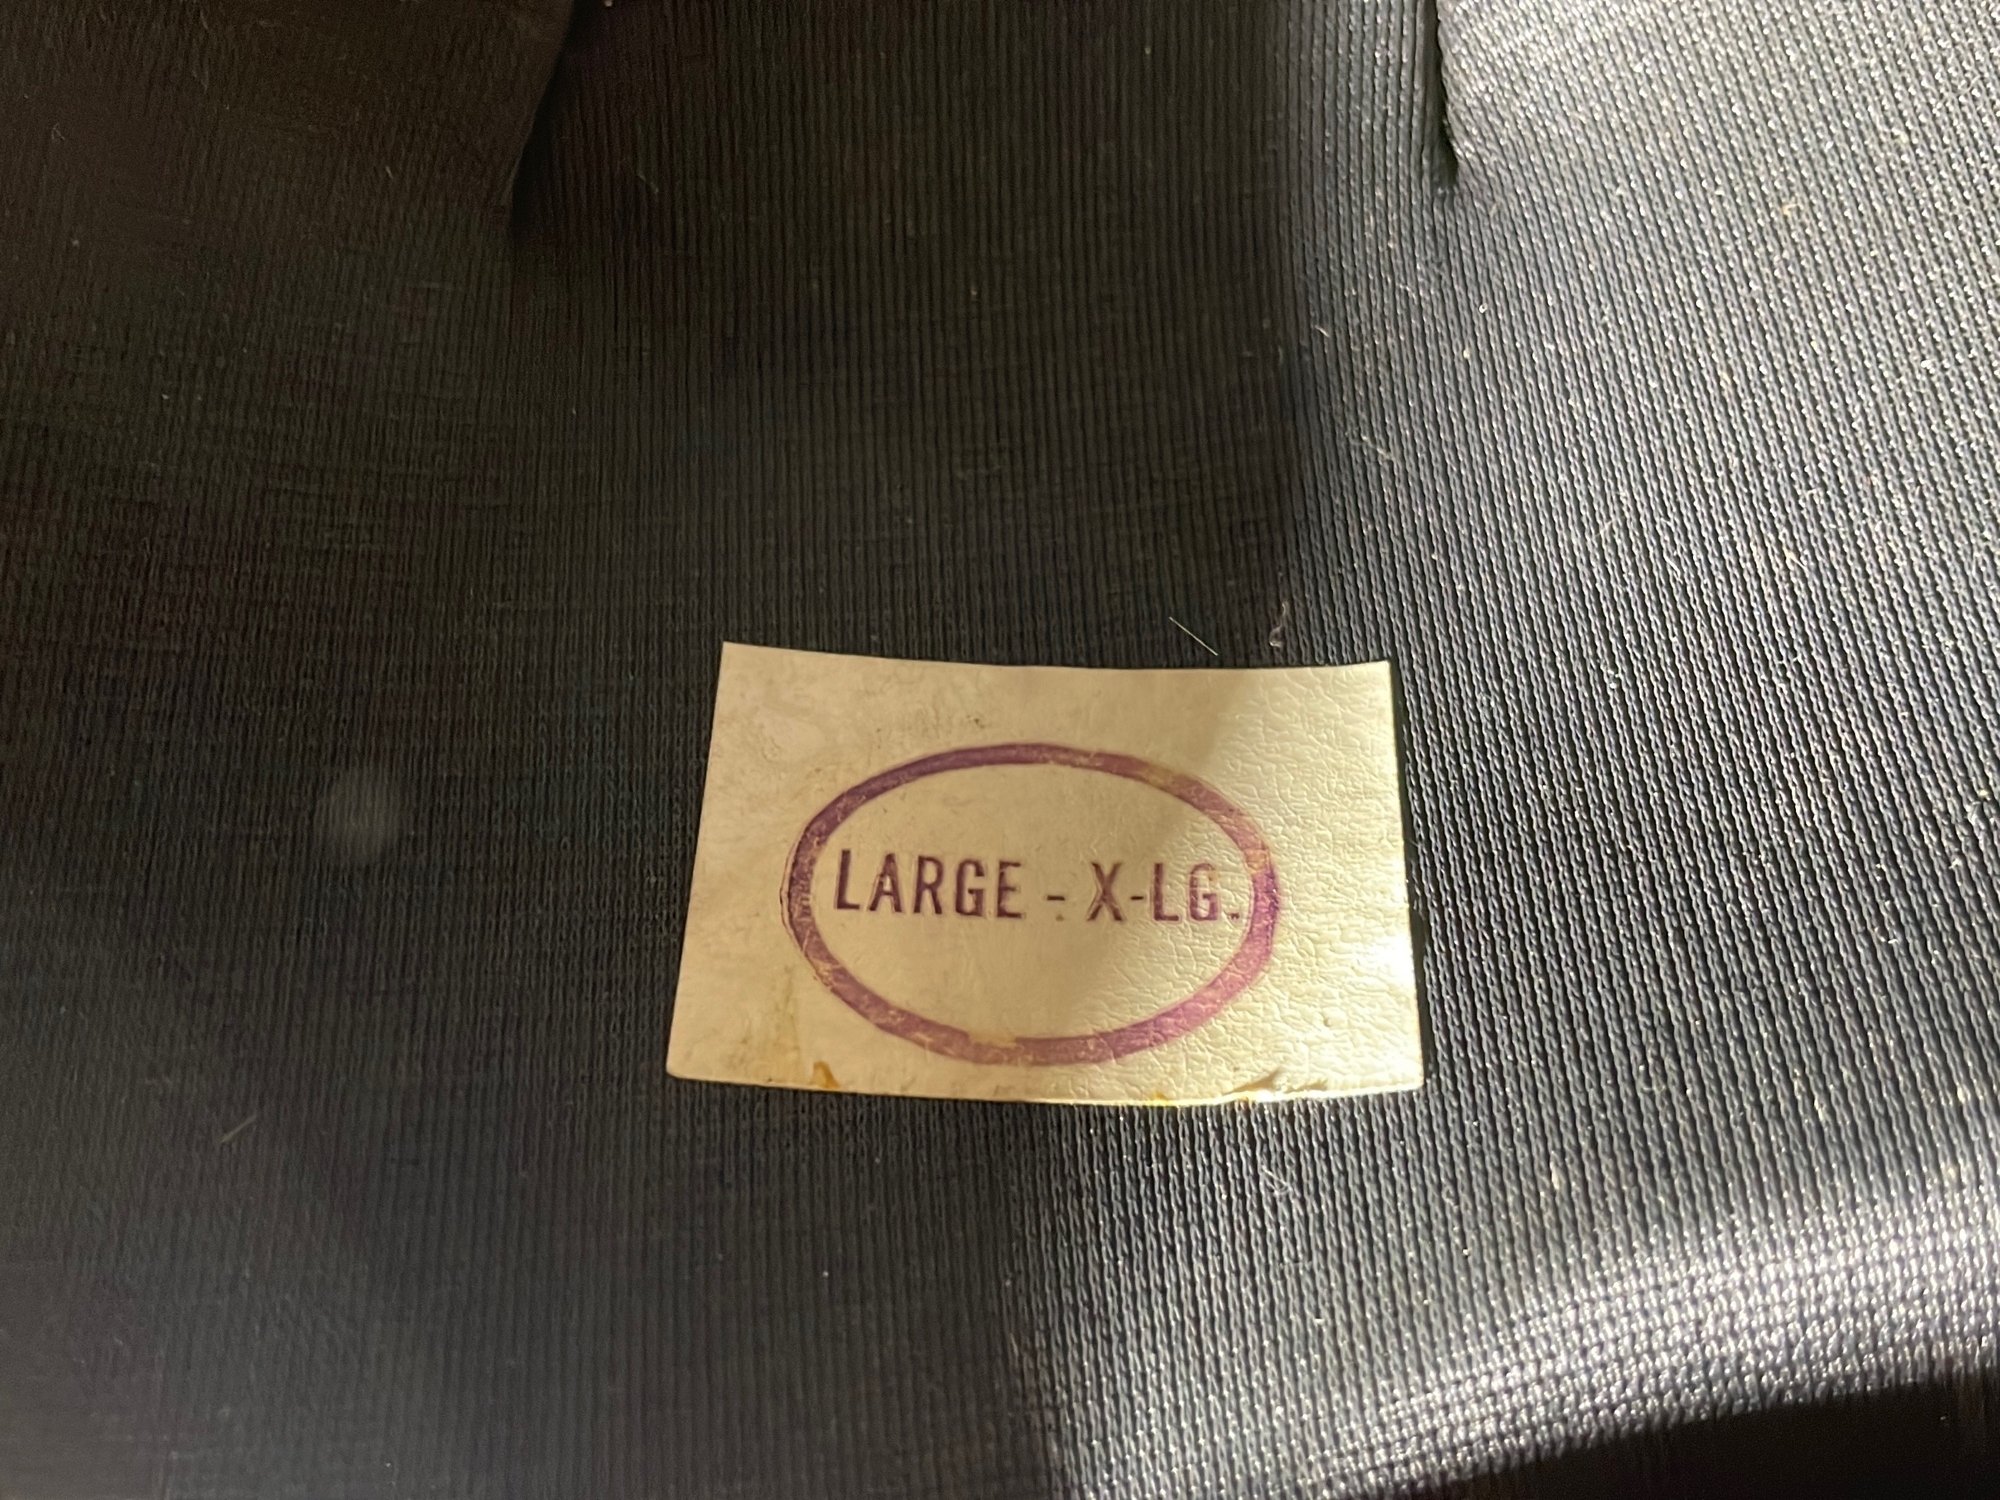 LARGE - X-LG.